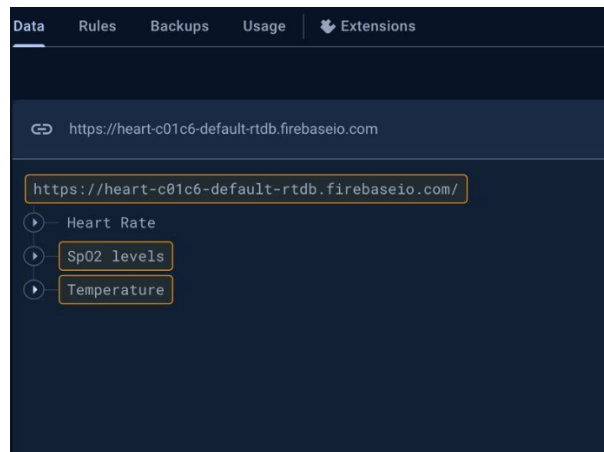 Data Rules Backups Usage Extensions
https://heart-c01c6-default-rtdb.firebaseio.com
https://heart-c01c6-default-rtdb.firebaseio.com/
Heart Rate
SpO2 levels
Temperature